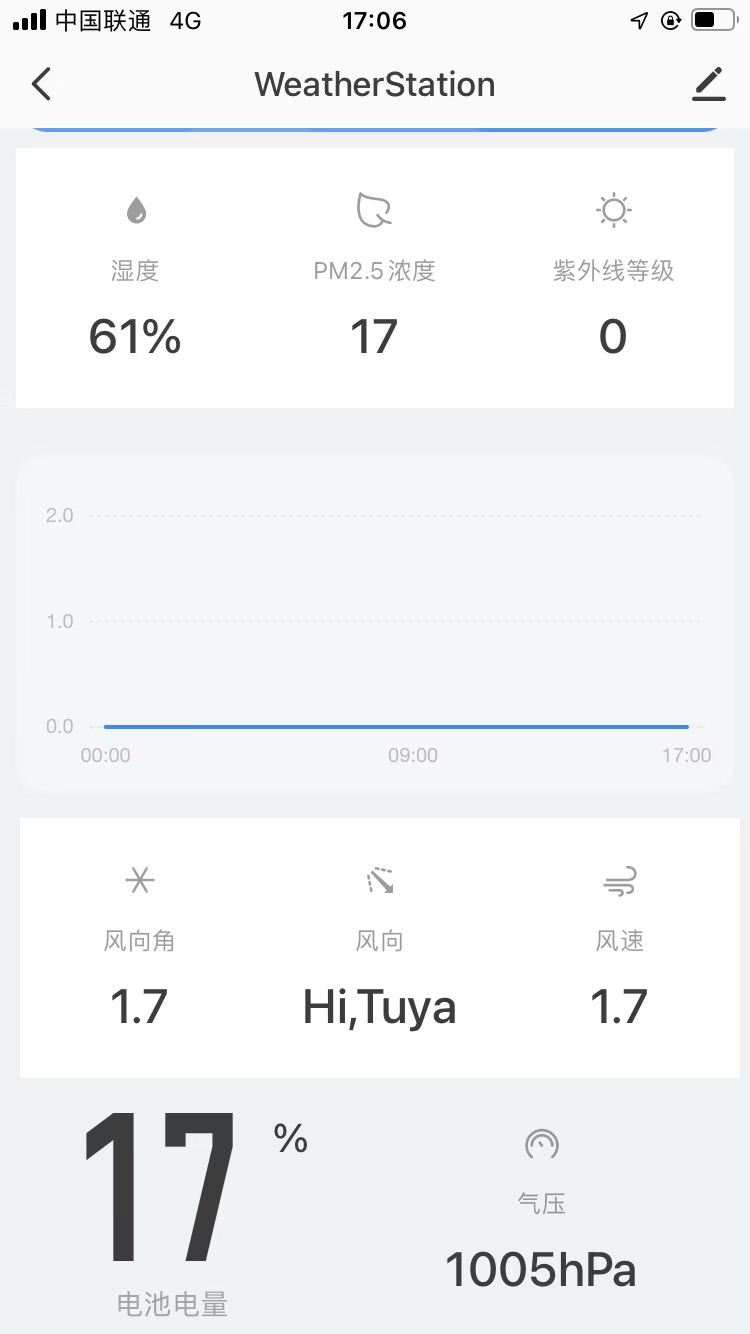 中国联通 4G 17:06
WeatherStation
湿度 PM2.5浓度 紫外线等级
61% 17 0
2.0
1.0
0.0
00:00 09:00 17:00
风向角 风向 风速
1.7 Hi,Tuya 1.7
17 %
气压
1005hPa
电池电量